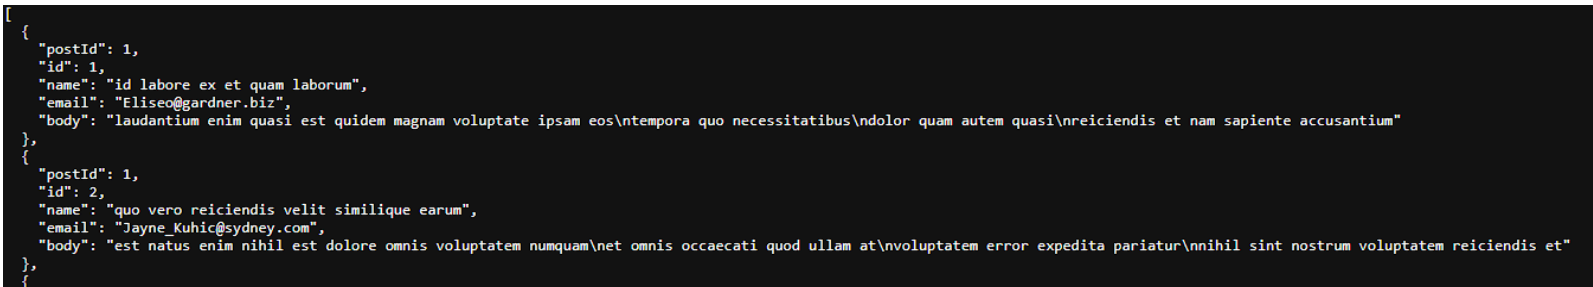 [
  {
    "postId": 1,
    "id": 1,
    "name": "id labore ex et quam laborum",
    "email": "Eliseo@gardner.biz",
    "body": "laudantium enim quasi est quidem magnam voluptate ipsam eos\ntempora quo necessitatibus\ndolor quam autem quasi\nreiciendis et nam sapiente accusantium"
  },
  {
    "postId": 1,
    "id": 2,
    "name": "quo vero reiciendis velit similique earum",
    "email": "Jayne_Kuhic@sydney.com",
    "body": "est natus enim nihil est dolore omnis voluptatem numquam\net omnis occaecati quod ullam at\nvoluptatem error expedita pariatur\nnihil sint nostrum voluptatem reiciendis et"
  },
  {